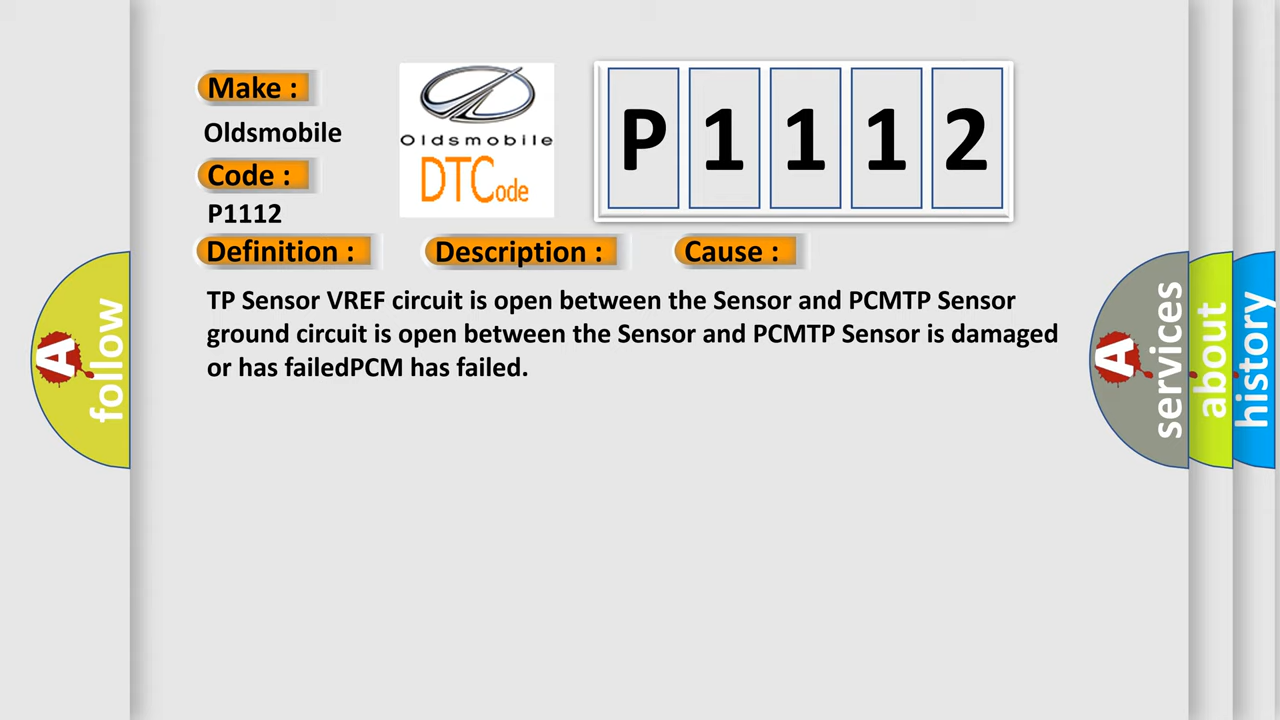 Make :
Oldsmobile
Code :
P1112
Oldsmobile
DTCode
P 1 1 1 2
Definition :
Description :
Cause :
TP Sensor VREF circuit is open between the Sensor and PCMTP Sensor
ground circuit is open between the Sensor and PCMTP Sensor is damaged
or has failedPCM has failed.
A follow
A services
about
history